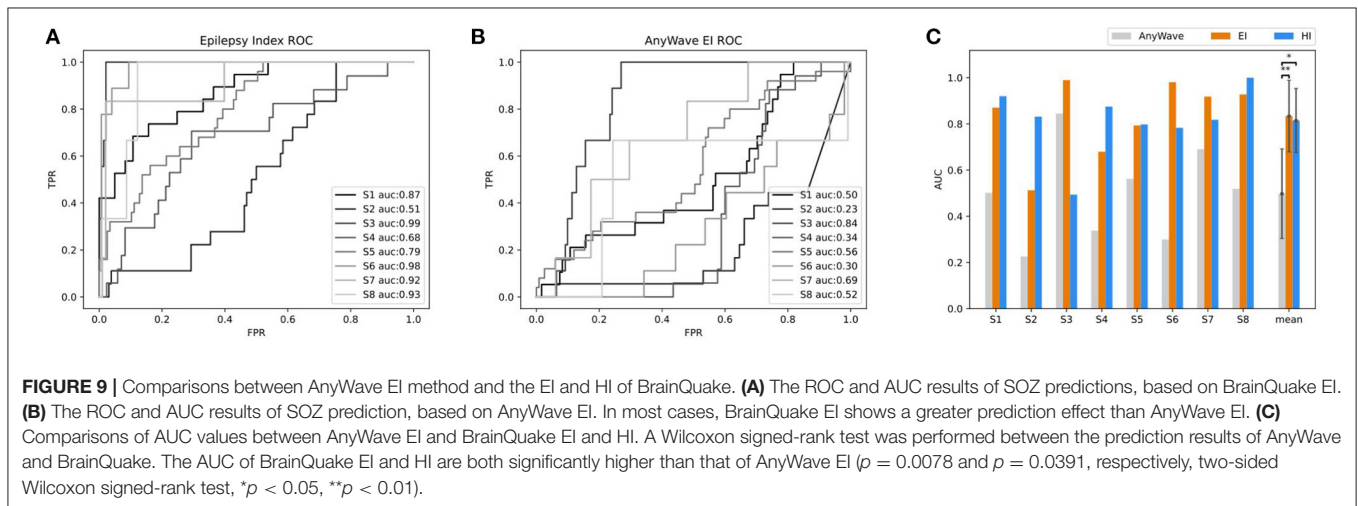 A
Epilepsy Index ROC
1.0
0.8
0.6
0.4
0.2
0.0
TPR
0.0 0.2 0.4 0.6 0.8 1.0
FPR
S1 auc:0.87
S2 auc:0.51
S3 auc:0.99
S4 auc:0.68
S5 auc:0.79
S6 auc:0.98
S7 auc:0.92
S8 auc:0.93
B
AnyWave EI ROC
1.0
0.8
0.6
0.4
0.2
0.0
TPR
0.0 0.2 0.4 0.6 0.8 1.0
FPR
S1 auc:0.50
S2 auc:0.23
S3 auc:0.84
S4 auc:0.34
S5 auc:0.56
S6 auc:0.30
S7 auc:0.69
S8 auc:0.52
C
AnyWave EI HI
*
**
1.0
0.8
0.6
0.4
0.2
0.0
AUC
S1 S2 S3 S4 S5 S6 S7 S8 mean
FIGURE 9 | Comparisons between AnyWave EI method and the EI and HI of BrainQuake. (A) The ROC and AUC results of SOZ predictions, based on BrainQuake EI.
(B) The ROC and AUC results of SOZ prediction, based on AnyWave EI. In most cases, BrainQuake EI shows a greater prediction effect than AnyWave EI. (C)
Comparisons of AUC values between AnyWave EI and BrainQuake EI and HI. A Wilcoxon signed-rank test was performed between the prediction results of AnyWave
and BrainQuake. The AUC of BrainQuake EI and HI are both significantly higher than that of AnyWave EI (p = 0.0078 and p = 0.0391, respectively, two-sided
Wilcoxon signed-rank test, *p < 0.05, **p < 0.01).